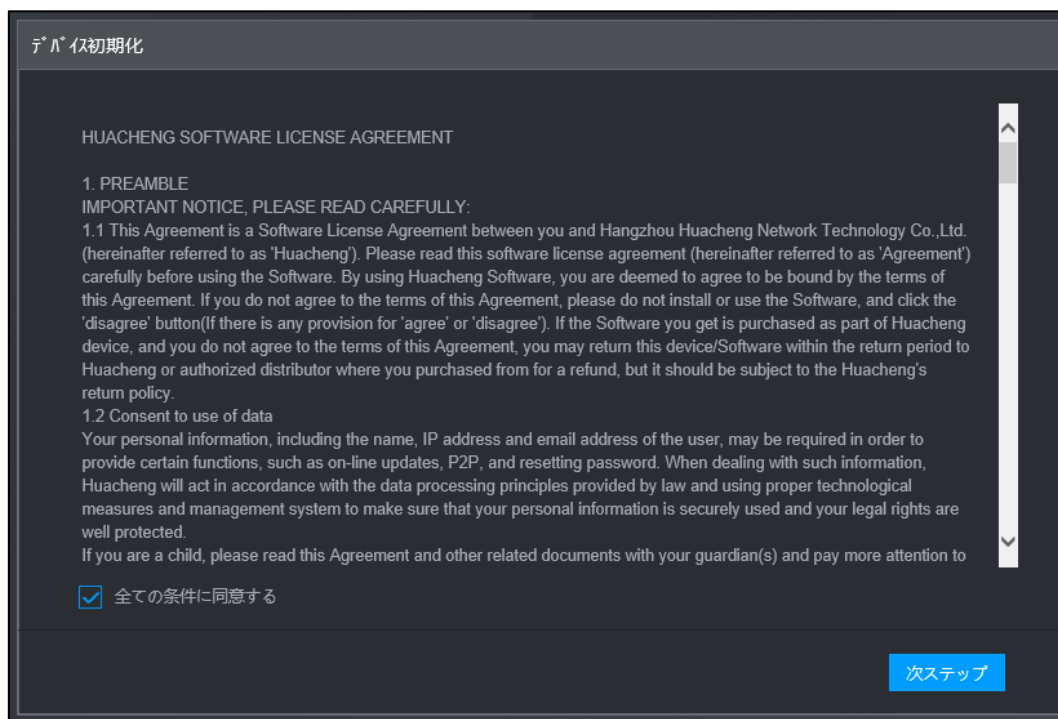 ﾃﾞﾊﾞｲｽ初期化
HUACHENG SOFTWARE LICENSE AGREEMENT
1. PREAMBLE
IMPORTANT NOTICE, PLEASE READ CAREFULLY:
1.1 This Agreement is a Software License Agreement between you and Hangzhou Huacheng Network Technology Co.,Ltd.
(hereinafter referred to as 'Huacheng'). Please read this software license agreement (hereinafter referred to as 'Agreement')
carefully before using the Software. By using Huacheng Software, you are deemed to agree to be bound by the terms of
this Agreement. If you do not agree to the terms of this Agreement, please do not install or use the Software, and click the
'disagree' button(If there is any provision for 'agree' or 'disagree'). If the Software you get is purchased as part of Huacheng
device, and you do not agree to the terms of this Agreement, you may return this device/Software within the return period to
Huacheng or authorized distributor where you purchased from for a refund, but it should be subject to the Huacheng's
return policy.
1.2 Consent to use of data
Your personal information, including the name, IP address and email address of the user, may be required in order to
provide certain functions, such as on-line updates, P2P, and resetting password. When dealing with such information,
Huacheng will act in accordance with the data processing principles provided by law and using proper technological
measures and management system to make sure that your personal information is securely used and your legal rights are
well protected.
If you are a child, please read this Agreement and other related documents with your guardian(s) and pay more attention to
全ての条件に同意する
次ステップ